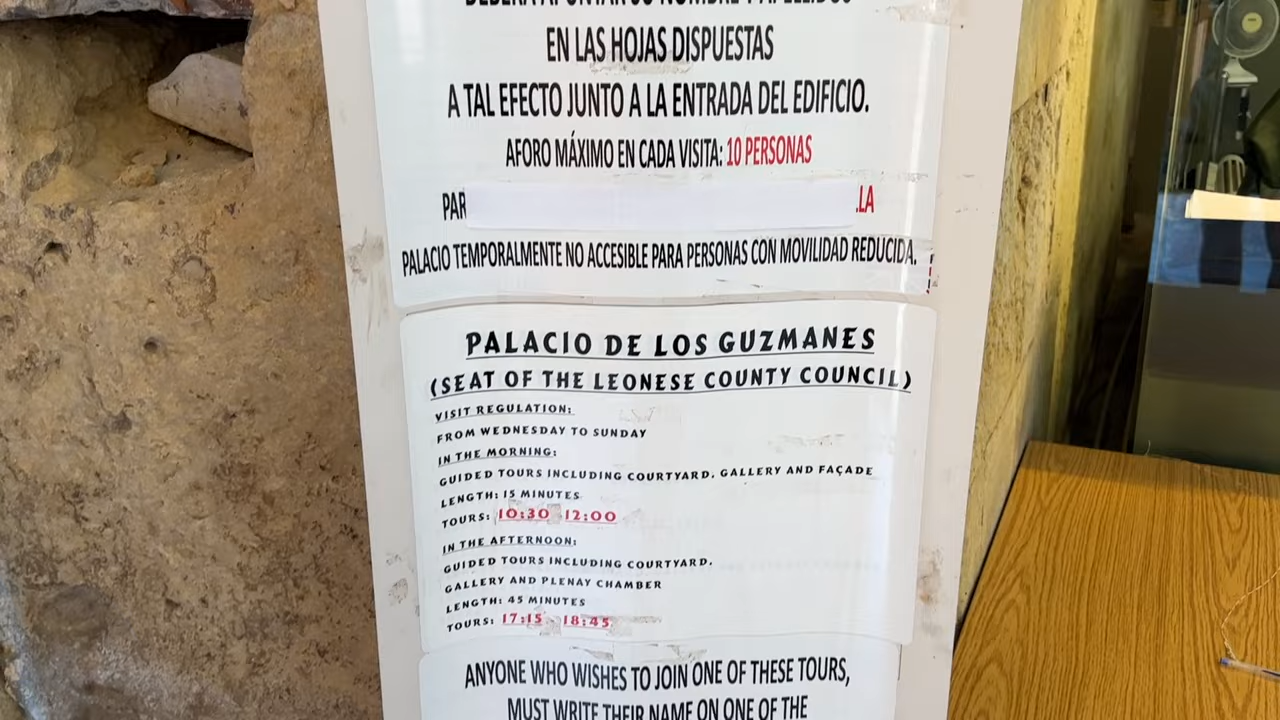 DEBERÁ APUNTAR SU NOMBRE Y APELLIDOS
EN LAS HOJAS DISPUESTAS
A TAL EFECTO JUNTO A LA ENTRADA DEL EDIFICIO.
AFORO MÁXIMO EN CADA VISITA: 10 PERSONAS
PAR .LA
PALACIO TEMPORALMENTE NO ACCESIBLE PARA PERSONAS CON MOVILIDAD REDUCIDA.
PALACIO DE LOS GUZMANES
(SEAT OF THE LEONESE COUNTY COUNCIL)
VISIT REGULATION:
FROM WEDNESDAY TO SUNDAY
IN THE MORNING:
GUIDED TOURS INCLUDING COURTYARD. GALLERY AND FAÇADE
LENGTH: 15 MINUTES
TOURS: 10:30 12:00
IN THE AFTERNOON:
GUIDED TOURS INCLUDING COURTYARD.
GALLERY AND PLENAY CHAMBER
LENGTH: 45 MINUTES
TOURS: 17:15 - 18:45
ANYONE WHO WISHES TO JOIN ONE OF THESE TOURS,
MUST WRITE THEIR NAME ON ONE OF THE